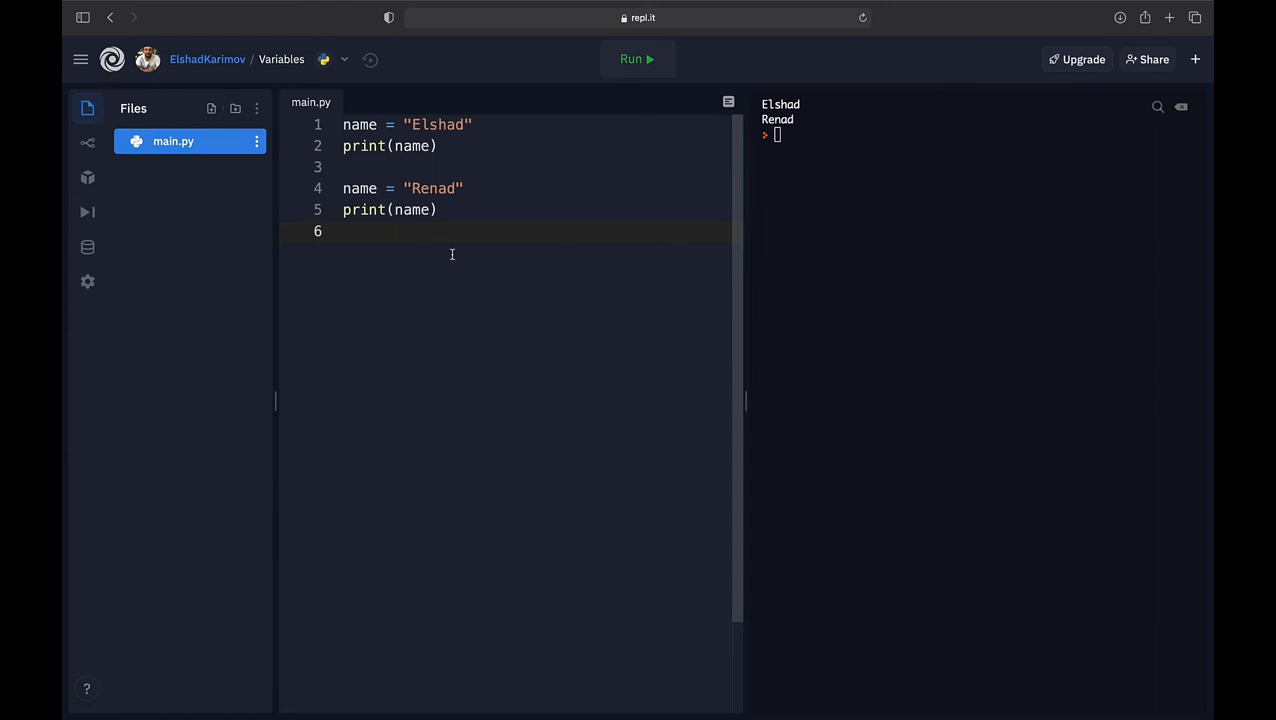 repl.it
ElshadKarimov / Variables
Run
Upgrade
Share
Files
main.py
main.py
1 name = "Elshad"
2 print(name)
3
4 name = "Renad"
5 print(name)
6
Elshad
Renad
>
?